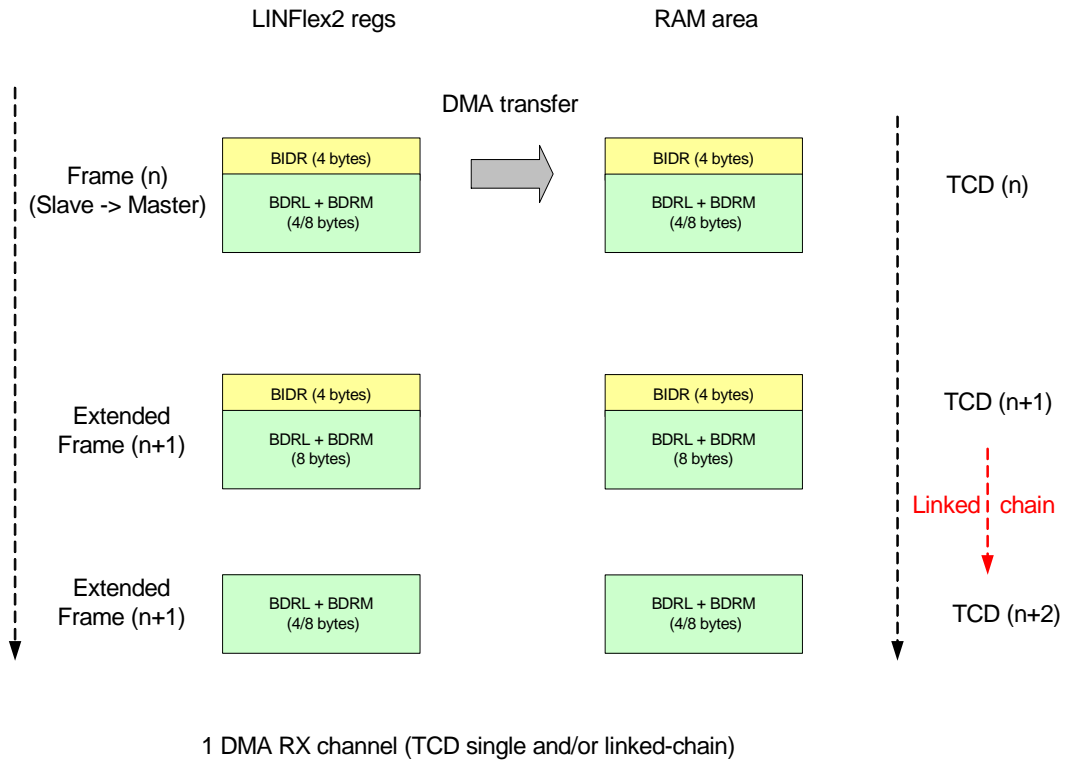 LINFlex2 regs
RAM area
DMA transfer
Frame (n)
(Slave -> Master)
BIDR (4 bytes)
BDRL + BDRM
(4/8 bytes)
BIDR (4 bytes)
BDRL + BDRM
(4/8 bytes)
TCD (n)
Extended
Frame (n+1)
BIDR (4 bytes)
BDRL + BDRM
(8 bytes)
BIDR (4 bytes)
BDRL + BDRM
(8 bytes)
TCD (n+1)
Linked chain
Extended
Frame (n+1)
BDRL + BDRM
(4/8 bytes)
BDRL + BDRM
(4/8 bytes)
TCD (n+2)
1 DMA RX channel (TCD single and/or linked-chain)